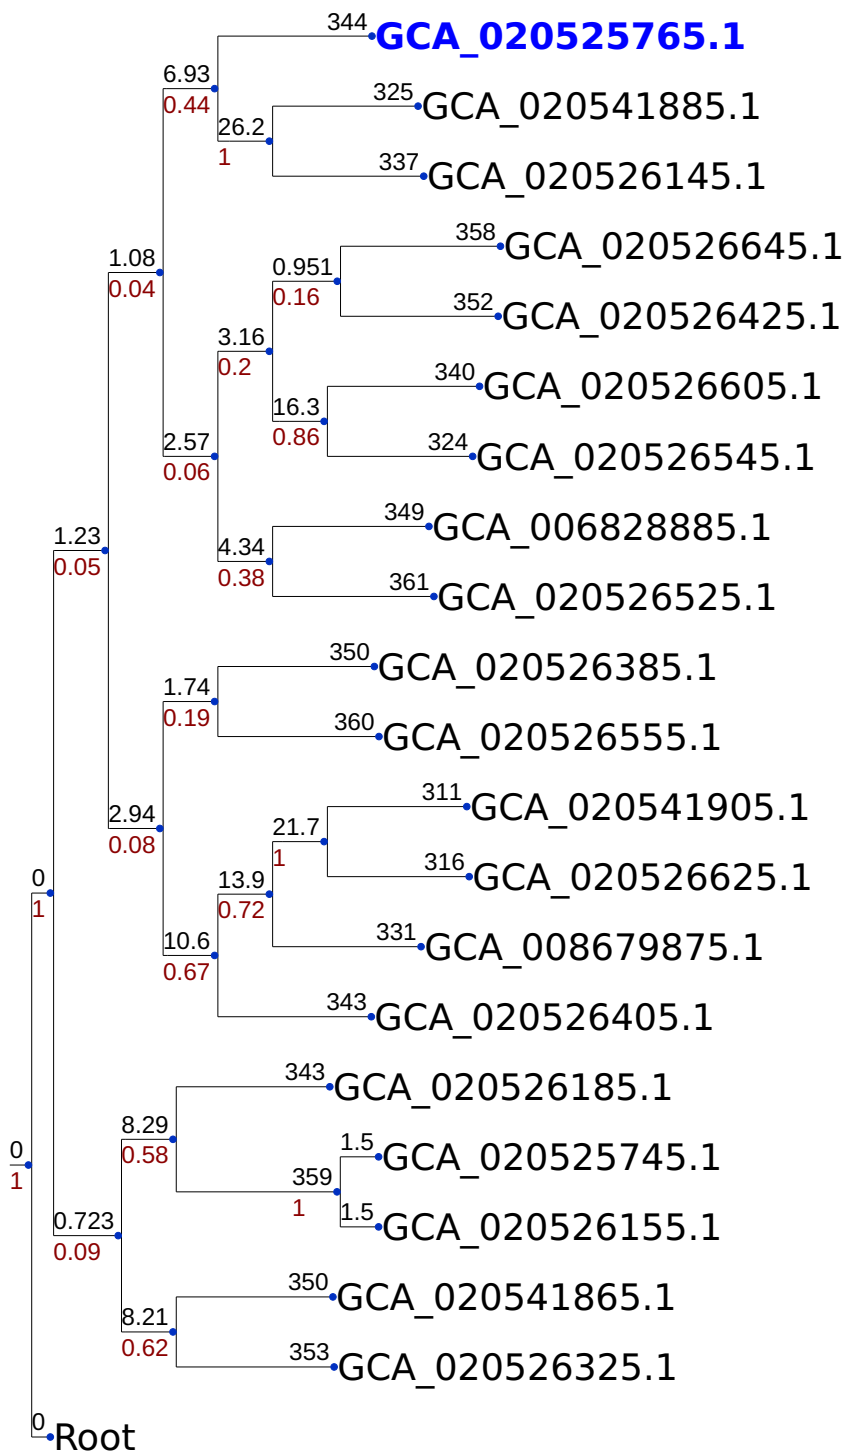 344 GCA_020525765.1
6.93
0.44
325 GCA_020541885.1
26.2
1
337 GCA_020526145.1
358 GCA_020526645.1
1.08
0.951
0.04
0.16
352 GCA_020526425.1
3.16
0.2
340 GCA_020526605.1
16.3
0.86
2.57
324 GCA_020526545.1
0.06
349 GCA_006828885.1
1.23
4.34
0.05
0.38
361 GCA_020526525.1
350 GCA_020526385.1
1.74
0.19
360 GCA_020526555.1
311 GCA_020541905.1
2.94
21.7
0.08
1
316 GCA_020526625.1
0
13.9
1
0.72
331 GCA_008679875.1
10.6
0.67
343 GCA_020526405.1
343 GCA_020526185.1
8.29
0.58
0
1.5 GCA_020525745.1
1
359
1
0.723
1.5 GCA_020526155.1
0.09
350 GCA_020541865.1
8.21
0.62
353 GCA_020526325.1
0 Root